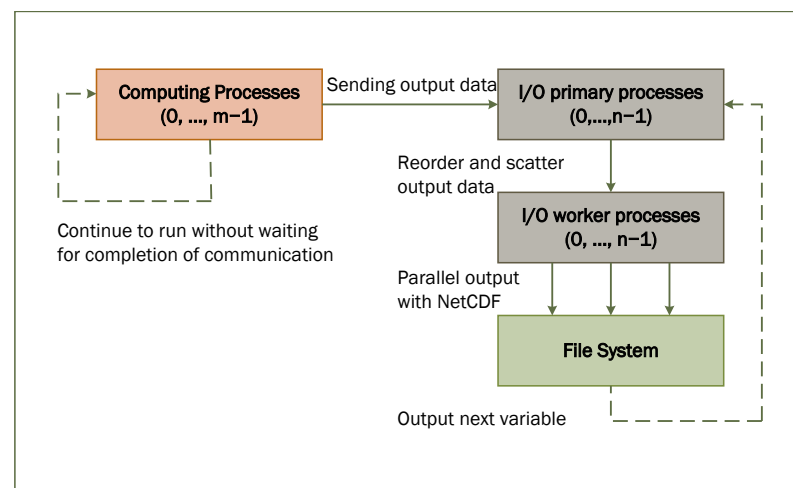 Computing Processes
(0, ..., m−1)
Sending output data
I/O primary processes
(0,...,n−1)
Reorder and scatter
output data
I/O worker processes
(0, ..., n−1)
Continue to run without waiting
for completion of communication
Parallel output
with NetCDF
File System
Output next variable